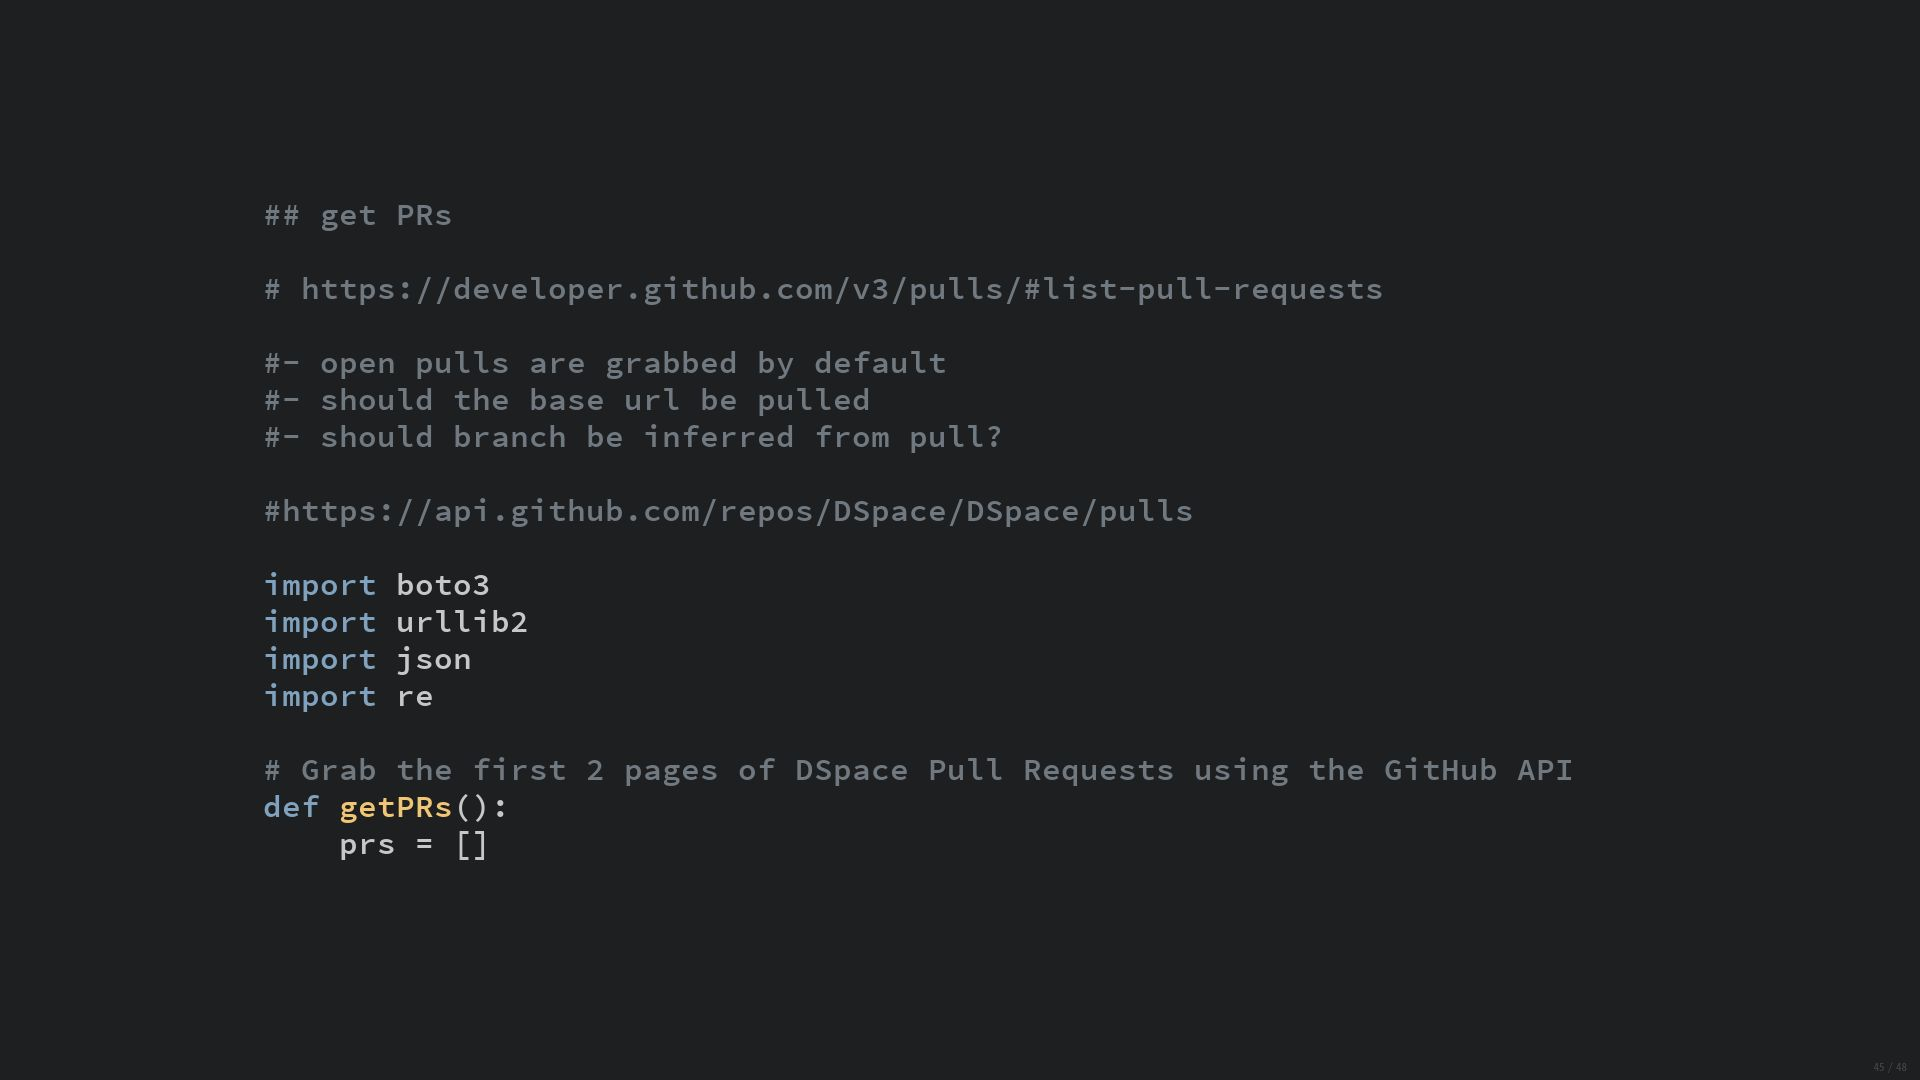 ## get PRs
# https://developer.github.com/v3/pulls/#list-pull-requests
#- open pulls are grabbed by default
#- should the base url be pulled
#- should branch be inferred from pull?
#https://api.github.com/repos/DSpace/DSpace/pulls
import boto3
import urllib2
import json
import re
# Grab the first 2 pages of DSpace Pull Requests using the GitHub API
def getPRs():
    prs = []
45 / 48